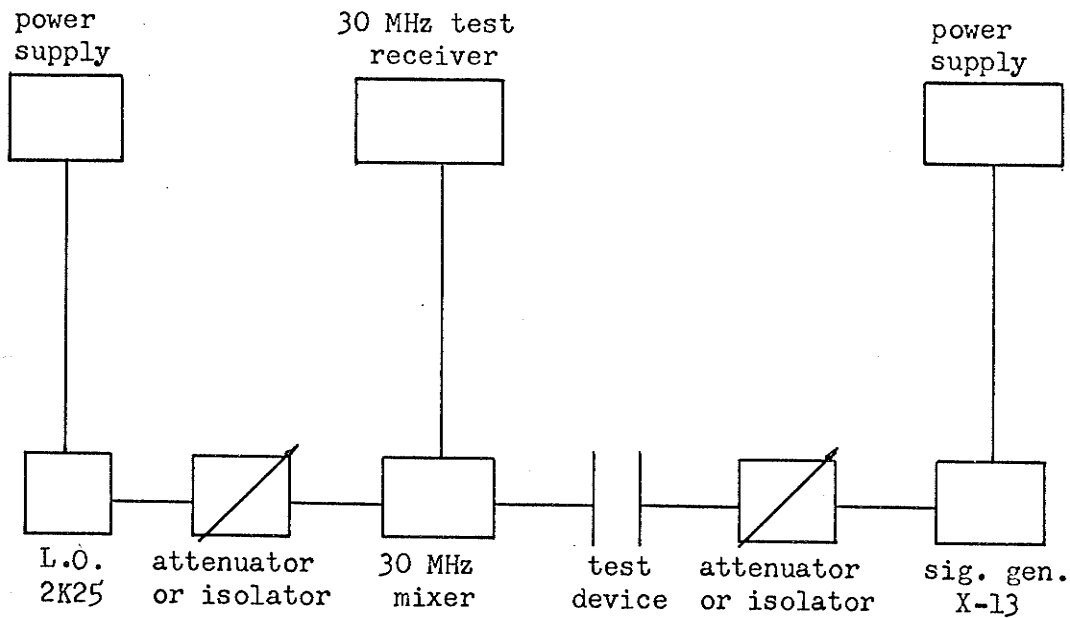 power
supply
30 MHz test
receiver
power
supply
L.O.
2K25
attenuator
or isolator
30 MHz
mixer
test
device
attenuator
or isolator
sig. gen.
X-13